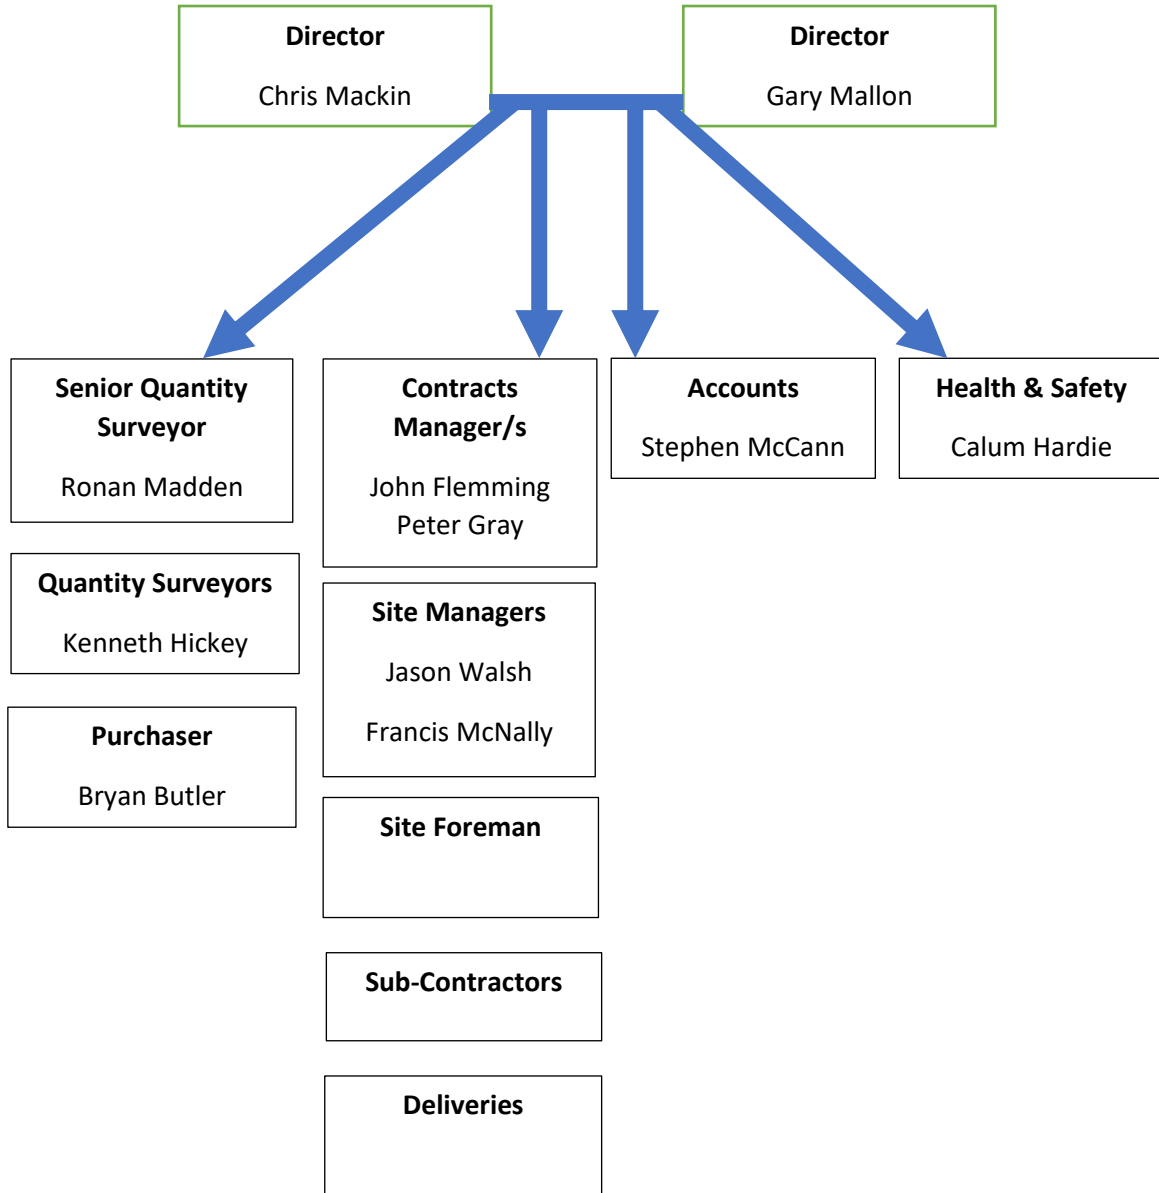 Director
Chris Mackin
Director
Gary Mallon
Senior Quantity
Surveyor
Ronan Madden
Contracts
Manager/s
John Flemming
Peter Gray
Accounts
Stephen McCann
Health & Safety
Calum Hardie
Quantity Surveyors
Kenneth Hickey
Site Managers
Jason Walsh
Francis McNally
Purchaser
Bryan Butler
Site Foreman
Sub-Contractors
Deliveries